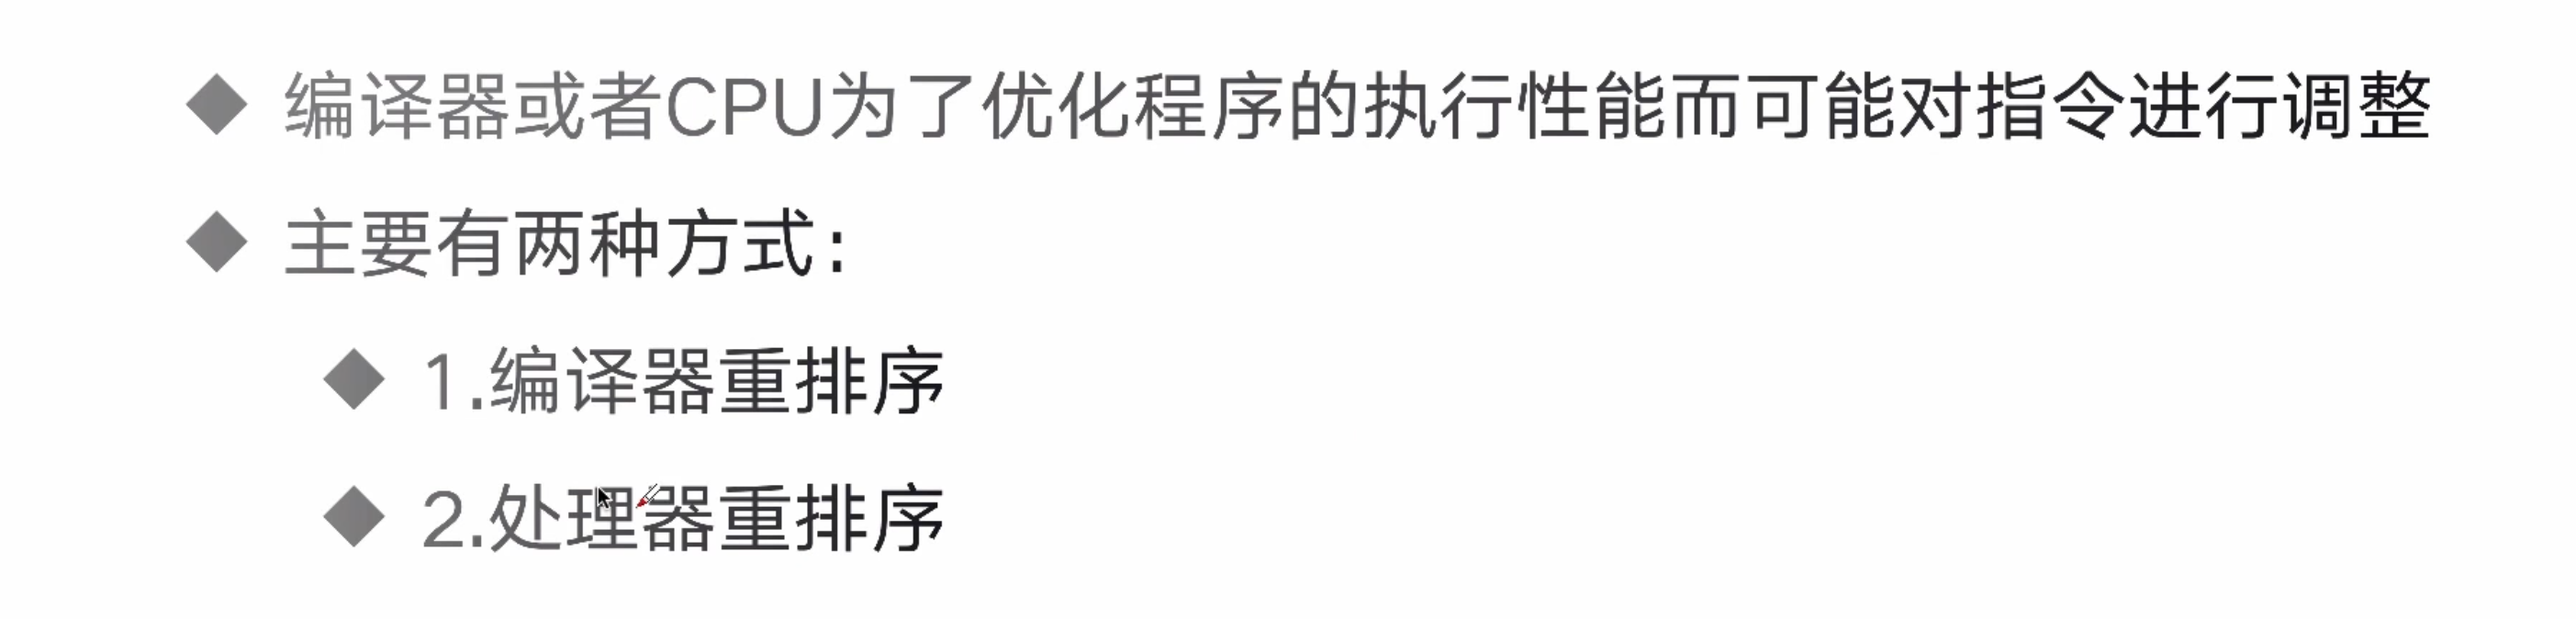 编译器或者CPU为了优化程序的执行性能而可能对指令进行调整
主要有两种方式：
1.编译器重排序
2.处理器重排序